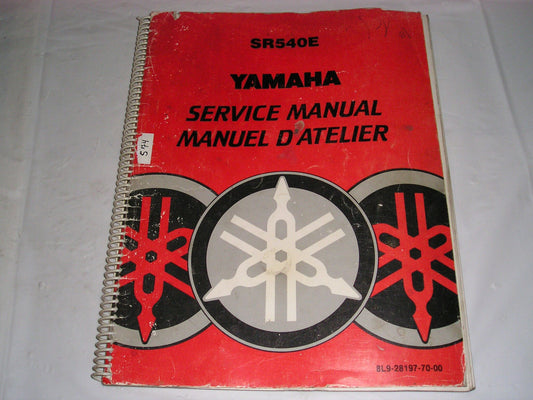 SR540E
YAMAHA
SERVICE MANUAL
MANUEL D'ATELIER
8L9-28197-70-00